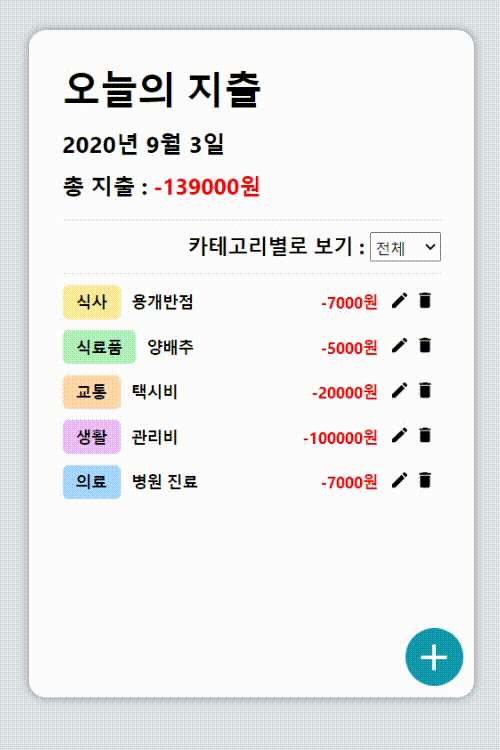 오늘의 지출
2020년 9월 3일
총 지출 : -139000원
카테고리별로 보기 : 전체
식사 용개반점 -7000원
식료품 양배추 -5000원
교통 택시비 -20000원
생활 관리비 -100000원
의료 병원 진료 -7000원